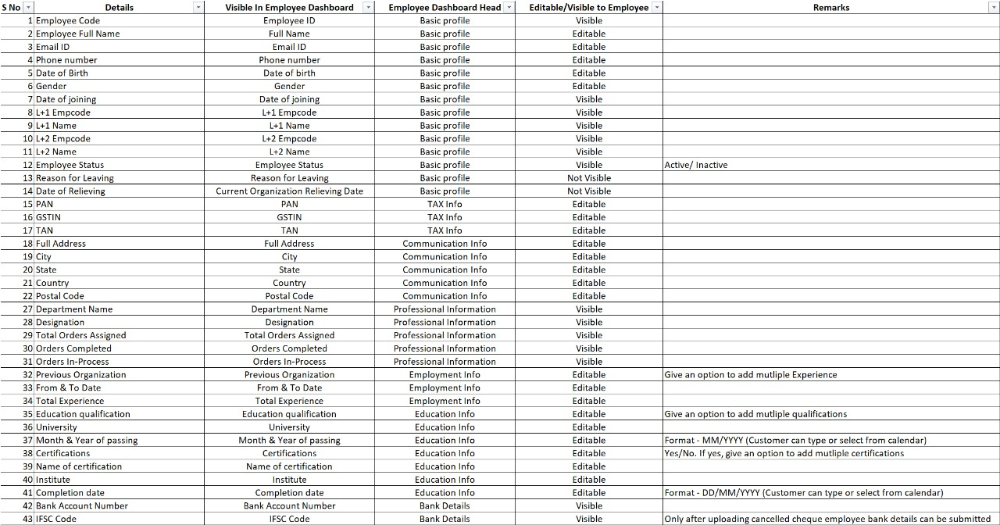 S No Details Visible In Employee Dashboard Employee Dashboard Head Editable/Visible to Employee Remarks
1 Employee Code Employee ID Basic profile Visible
2 Employee Full Name Full Name Basic profile Editable
3 Email ID Email ID Basic profile Editable
4 Phone number Phone number Basic profile Editable
5 Date of Birth Date of birth Basic profile Editable
6 Gender Gender Basic profile Editable
7 Date of joining Date of joining Basic profile Visible
8 L+1 Empcode L+1 Empcode Basic profile Visible
9 L+1 Name L+1 Name Basic profile Visible
10 L+2 Empcode L+2 Empcode Basic profile Visible
11 L+2 Name L+2 Name Basic profile Visible
12 Employee Status Employee Status Basic profile Visible Active/ Inactive
13 Reason for Leaving Reason for Leaving Basic profile Not Visible
14 Date of Relieving Current Organization Relieving Date Basic profile Not Visible
15 PAN PAN TAX Info Editable
16 GSTIN GSTIN TAX Info Editable
17 TAN TAN TAX Info Editable
18 Full Address Full Address Communication Info Editable
19 City City Communication Info Editable
20 State State Communication Info Editable
21 Country Country Communication Info Editable
22 Postal Code Postal Code Communication Info Editable
27 Department Name Department Name Professional Information Visible
28 Designation Designation Professional Information Visible
29 Total Orders Assigned Total Orders Assigned Professional Information Visible
30 Orders Completed Orders Completed Professional Information Visible
31 Orders In-Process Orders In-Process Professional Information Visible
32 Previous Organization Previous Organization Employment Info Editable Give an option to add mutliple Experience
33 From & To Date From & To Date Employment Info Editable
34 Total Experience Total Experience Employment Info Editable
35 Education qualification Education qualification Education Info Editable Give an option to add mutliple qualifications
36 University University Education Info Editable
37 Month & Year of passing Month & Year of passing Education Info Editable Format - MM/YYYY (Customer can type or select from calendar)
38 Certifications Certifications Education Info Editable Yes/No. If yes, give an option to add mutliple certifications
39 Name of certification Name of certification Education Info Editable
40 Institute Institute Education Info Editable
41 Completion date Completion date Education Info Editable Format - DD/MM/YYYY (Customer can type or select from calendar)
42 Bank Account Number Bank Account Number Bank Details Visible
43 IFSC Code IFSC Code Bank Details Visible Only after uploading cancelled cheque employee bank details can be submitted